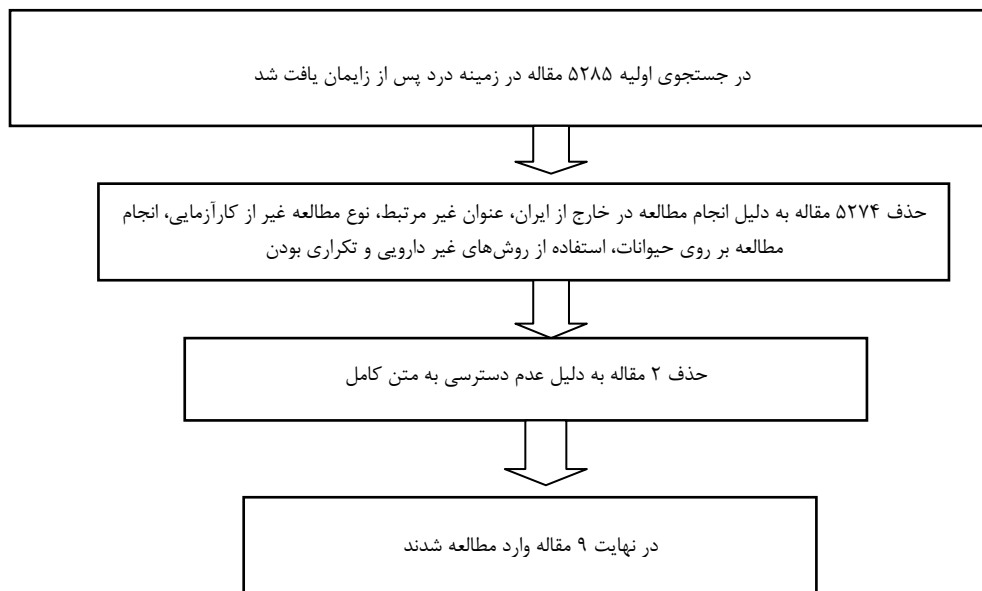 در جستجوی اولیه ۵۲۸۵ مقاله در زمینه درد پس از زایمان یافت شد
حذف ۵۲۷۴ مقاله به دلیل انجام مطالعه در خارج از ایران، عنوان غیر مرتبط، نوع مطالعه غیر از کارآزمایی، انجام
مطالعه بر روی حیوانات، استفاده از روش‌های غیر دارویی و تکراری بودن
حذف ۲ مقاله به دلیل عدم دسترسی به متن کامل
در نهایت ۹ مقاله وارد مطالعه شدند